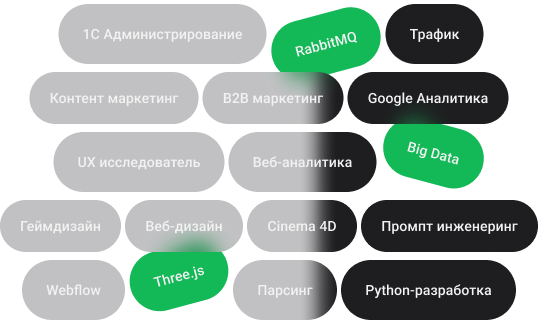 1С Администрирование
RabbitMQ
Трафик
Контент маркетинг
B2B маркетинг
Google Аналитика
UX исследователь
Веб-аналитика
Big Data
Геймдизайн
Веб-дизайн
Cinema 4D
Промпт инженеринг
Webflow
Three.js
Парсинг
Python-разработка